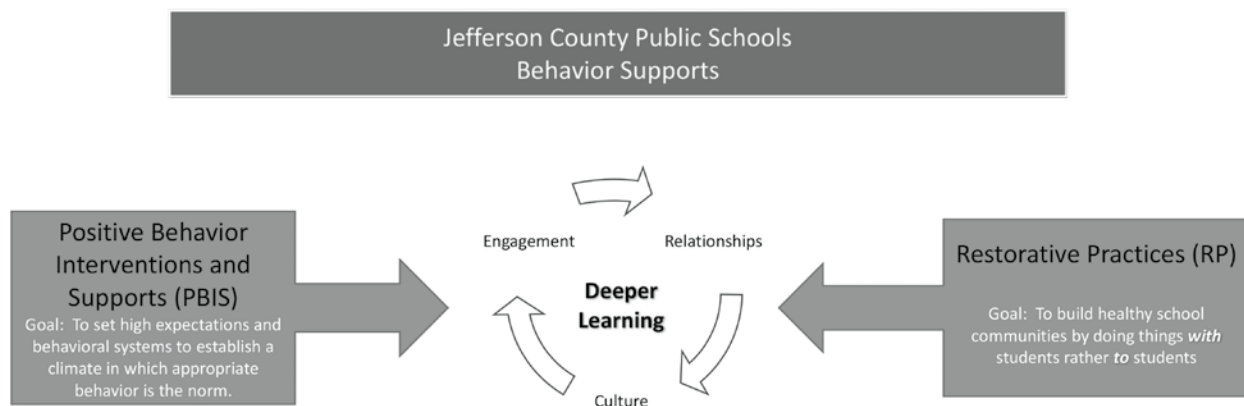 Jefferson County Public Schools
Behavior Supports
Positive Behavior
Interventions and
Supports (PBIS)
Goal:  To set high expectations and
behavioral systems to establish a
climate in which appropriate
behavior is the norm.
Engagement
Relationships
Deeper
Learning
Culture
Restorative Practices (RP)
Goal:  To build healthy school
communities by doing things with
students rather to students